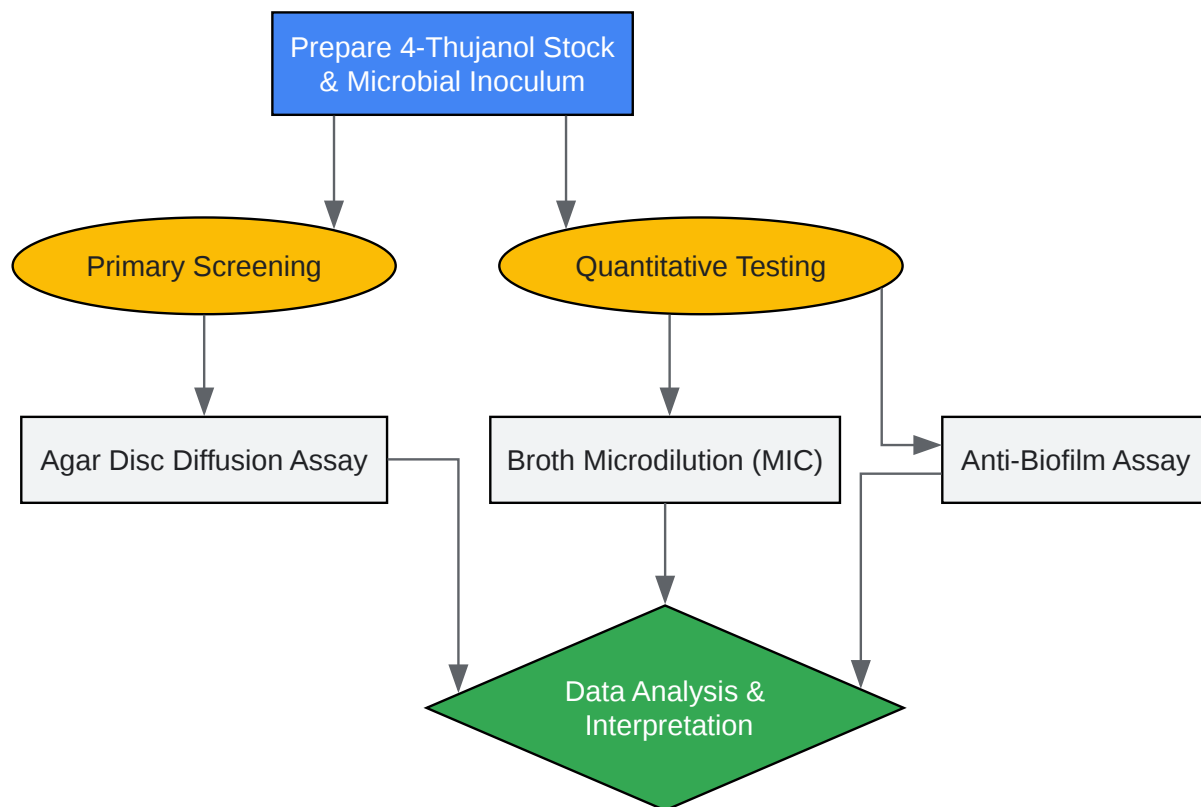 Prepare 4-Thujanol Stock
& Microbial Inoculum
Primary Screening
Quantitative Testing
Agar Disc Diffusion Assay
Broth Microdilution (MIC)
Anti-Biofilm Assay
Data Analysis &
Interpretation